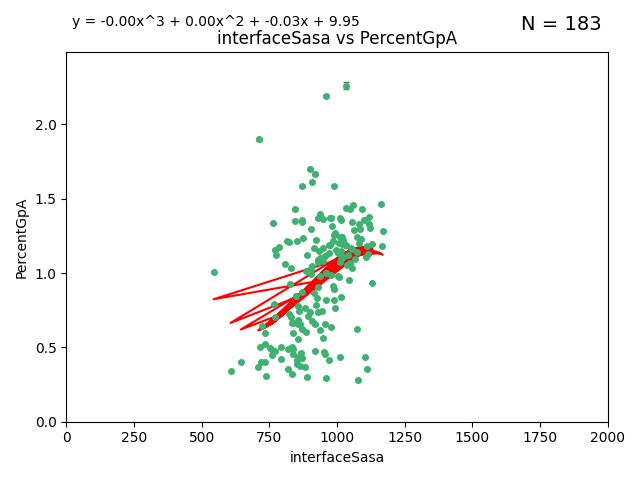 y = -0.00x^3 + 0.00x^2 + -0.03x + 9.95
N = 183
interfaceSasa vs PercentGpA
PercentGpA
2.0
1.5
1.0
0.5
0.0
0 250 500 750 1000 1250 1500 1750 2000
interfaceSasa